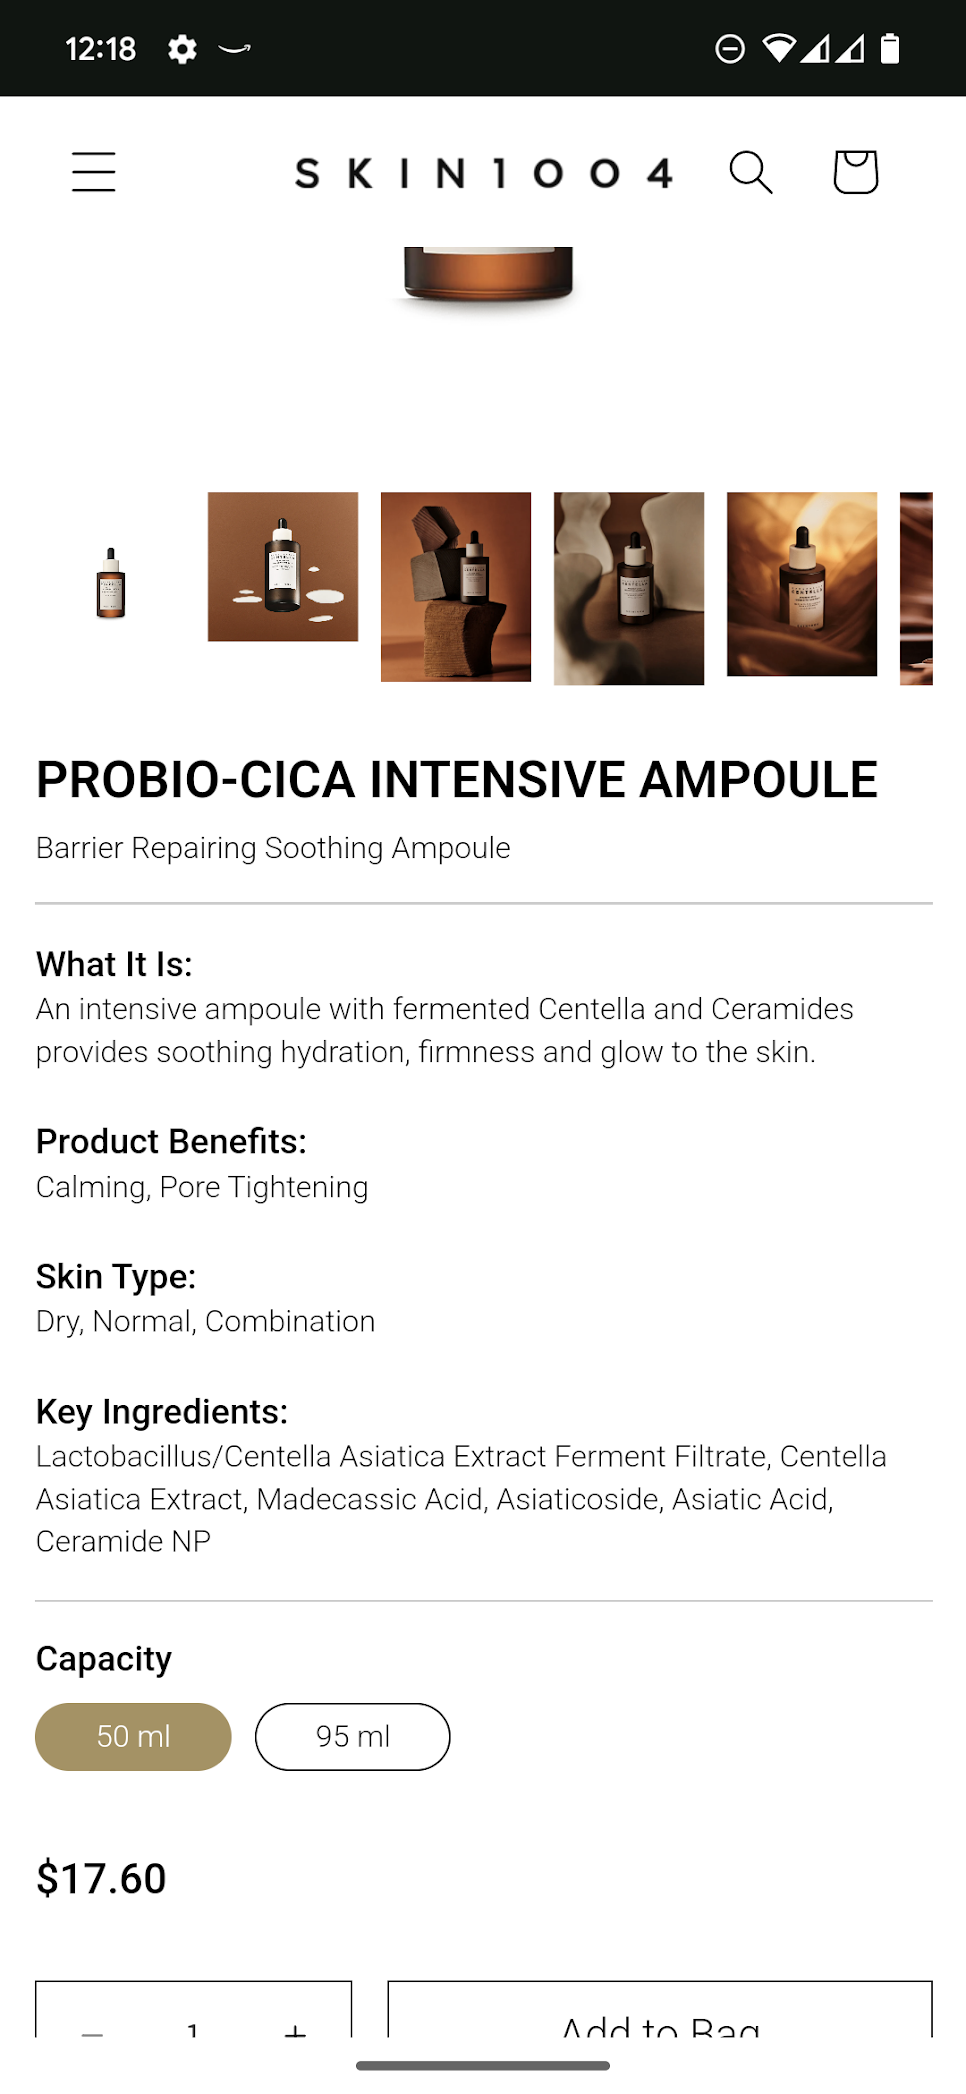 12:18
SKIN1004
PROBIO-CICA INTENSIVE AMPOULE
Barrier Repairing Soothing Ampoule
What It Is:
An intensive ampoule with fermented Centella and Ceramides
provides soothing hydration, firmness and glow to the skin.
Product Benefits:
Calming, Pore Tightening
Skin Type:
Dry, Normal, Combination
Key Ingredients:
Lactobacillus/Centella Asiatica Extract Ferment Filtrate, Centella
Asiatica Extract, Madecassic Acid, Asiaticoside, Asiatic Acid,
Ceramide NP
Capacity
50 ml 95 ml
$17.60
− 1 + Add to Bag